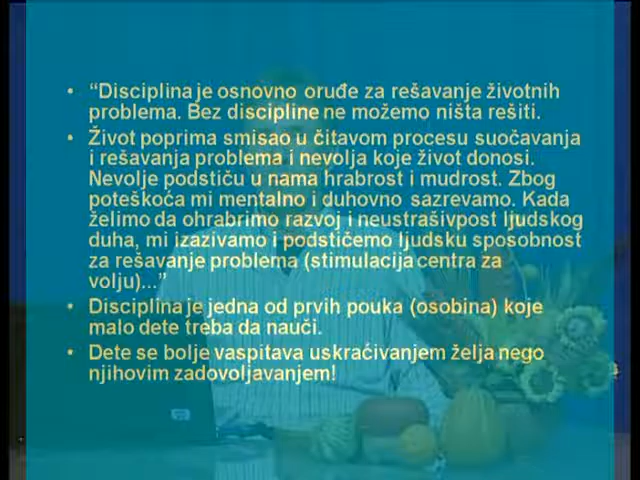 • “Disciplina je osnovno oruđe za rešavanje životnih
problema. Bez discipline ne možemo ništa rešiti.
• Život poprima smisao u čitavom procesu suočavanja
i rešavanja problema i nevolja koje život donosi.
Nevolje podstiču u nama hrabrost i mudrost. Zbog
poteškoća mi mentalno i duhovno sazrevamo. Kada
želimo da ohrabrimo razvoj i neustrašivpost ljudskog
duha, mi izazivamo i podstičemo ljudsku sposobnost
za rešavanje problema (stimulacija centra za
volju)...”
• Disciplina je jedna od prvih pouka (osobina) koje
malo dete treba da nauči.
• Dete se bolje vaspitava uskraćivanjem želja nego
njihovim zadovoljavanjem!